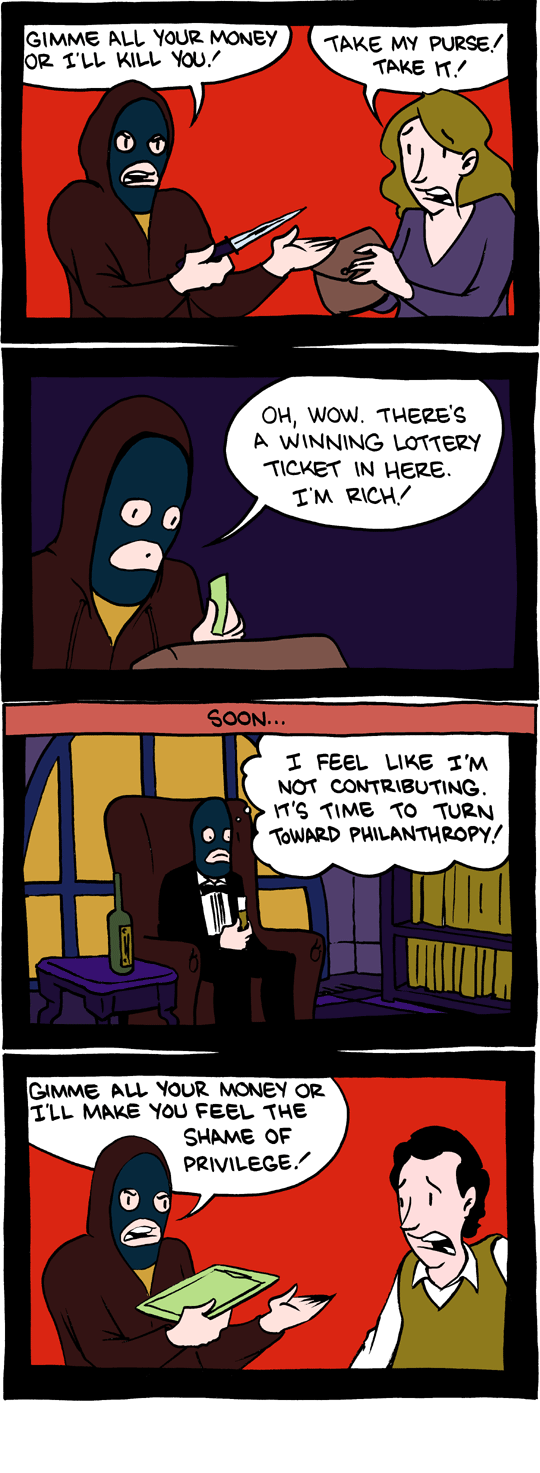 GIMME ALL YOUR MONEY
OR I'LL KILL YOU!
TAKE MY PURSE!
TAKE IT!
OH, WOW. THERE'S
A WINNING LOTTERY
TICKET IN HERE.
I'M RICH!
SOON...
I FEEL LIKE I'M
NOT CONTRIBUTING.
IT'S TIME TO TURN
TOWARD PHILANTHROPY!
GIMME ALL YOUR MONEY OR
I'LL MAKE YOU FEEL THE
SHAME OF
PRIVILEGE!